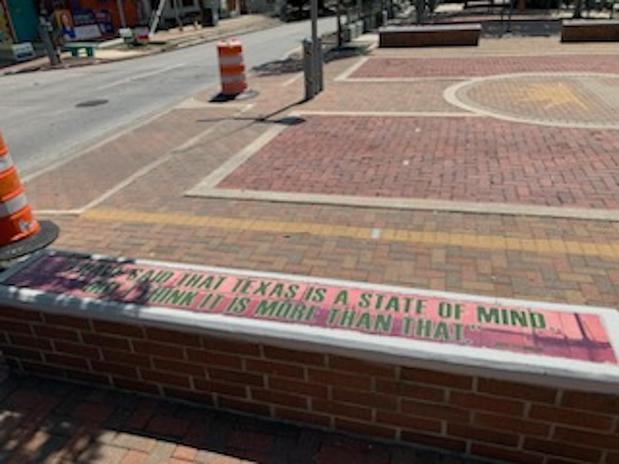 SAID THAT TEXAS IS A STATE OF MIND
THINK IT IS MORE THAN THAT"